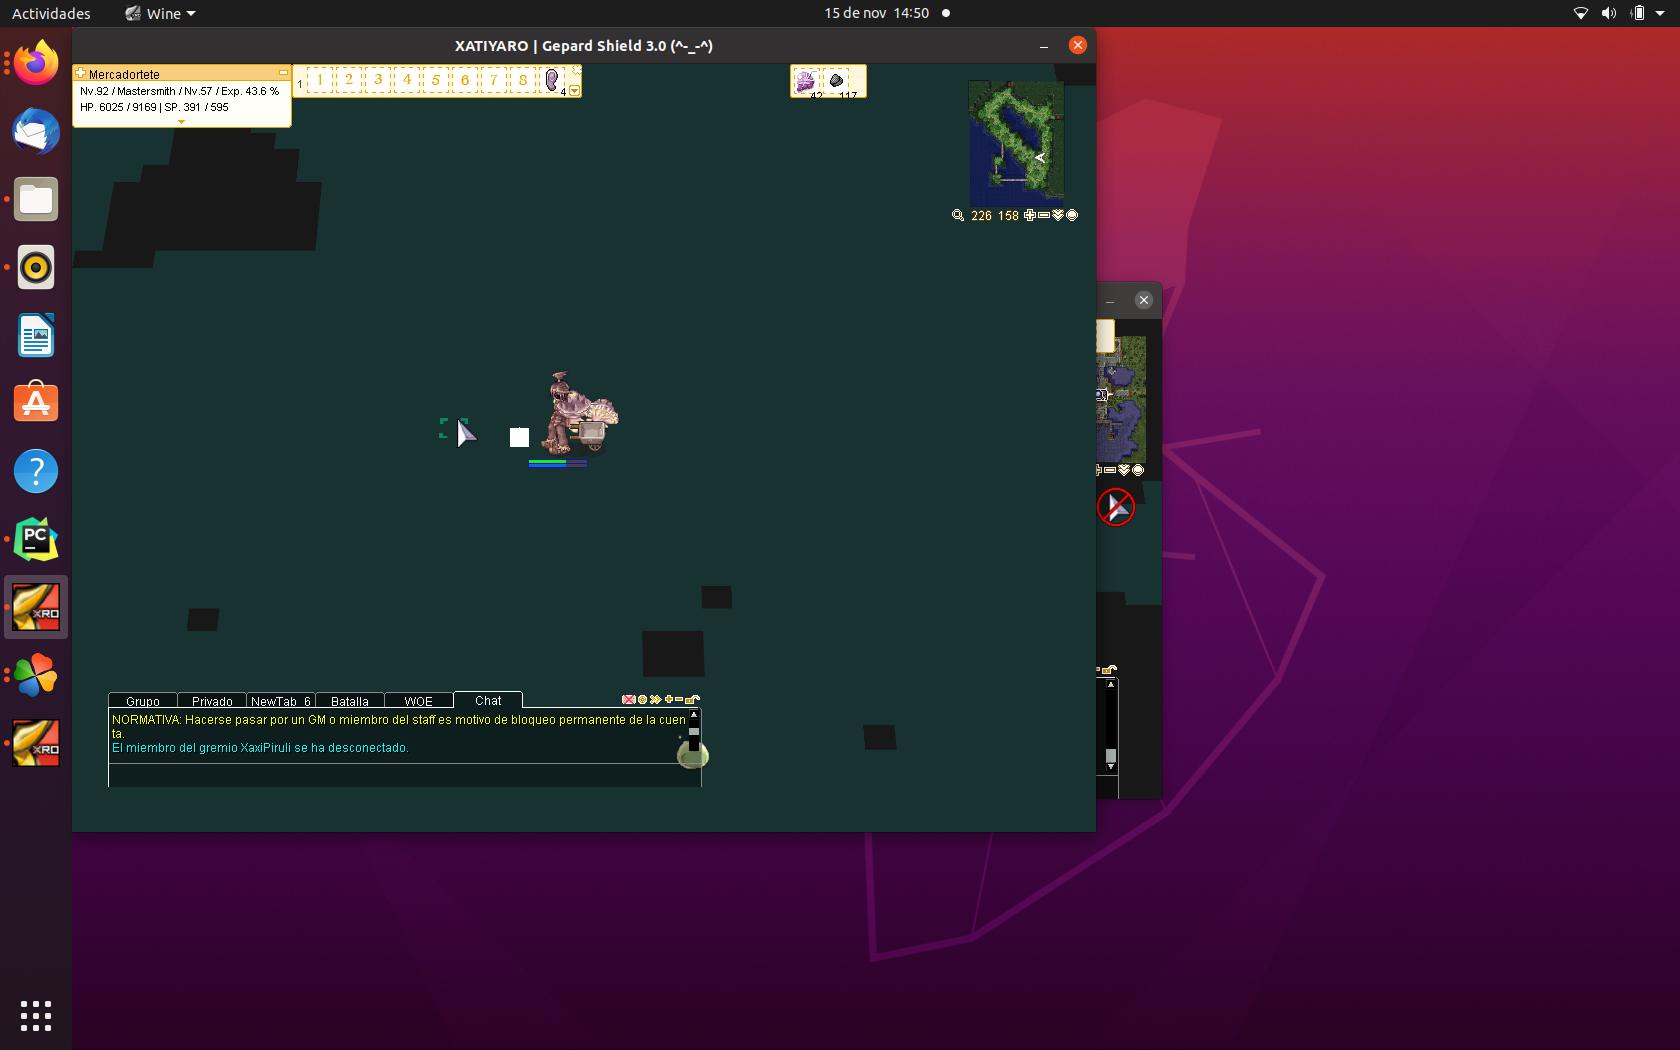 Actividades
Wine
15 de nov 14:50
XATIYARO | Gepard Shield 3.0 (^-_-^)
Mercadortete
Nv.92 / Mastersmith / Nv.57 / Exp. 43.6 %
HP. 6025 / 9169 | SP. 391 / 595
1 1 2 3 4 5 6 7 8 4
42 117
226 158
PC
XRO
XRO
Grupo Privado NewTab 6 Batalla WOE Chat
NORMATIVA: Hacerse pasar por un GM o miembro del staff es motivo de bloqueo permanente de la cuen
ta.
El miembro del gremio XaxiPiruli se ha desconectado.